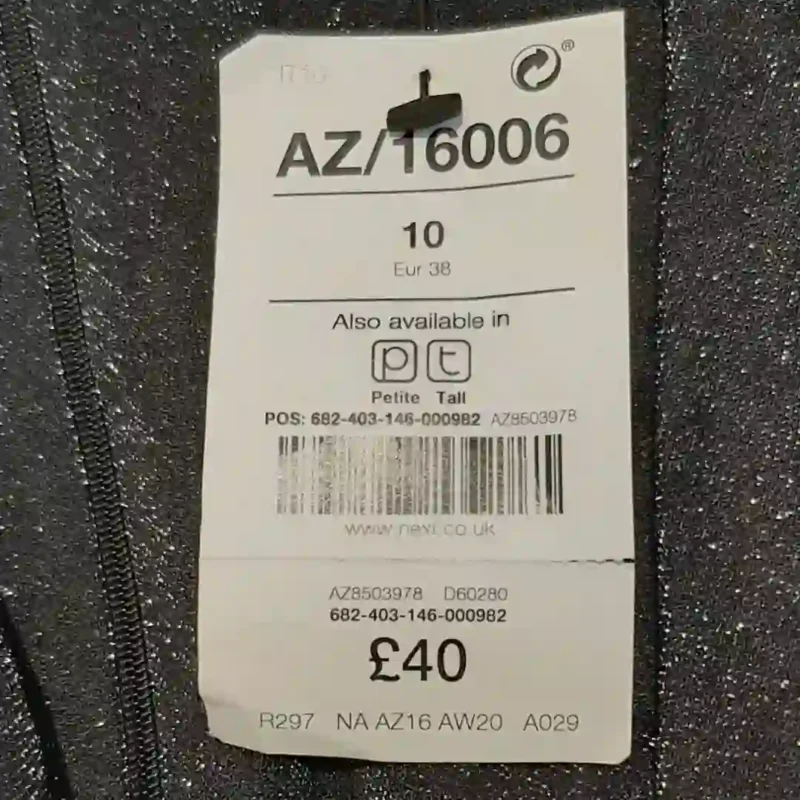 ®
AZ/16006
10
Eur 38
Also available in
p t
Petite Tall
POS: 682-403-146-000982 AZ8503978
www.next.co.uk
AZ8503978 D60280
682-403-146-000982
£40
R297 NA AZ16 AW20 A029